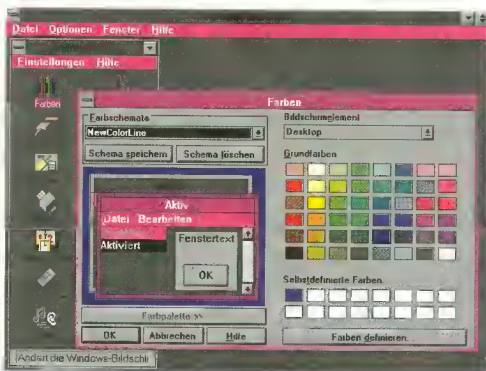 Datei Optionen Fenster Hilfe
Einstellungen Hilfe
Farben
Farben
Farbschemata
NewColorLine
Schema speichern Schema löschen
Aktiv
Datei Bearbeiten
Aktiviert
Fenstertext
OK
Farbpalette >>
OK Abbrechen Hilfe
Bildschirmelement
Desktop
Grundfarben
Selbstdefinierte Farben
Farben definieren...
Ändert die Windows-Bildschi